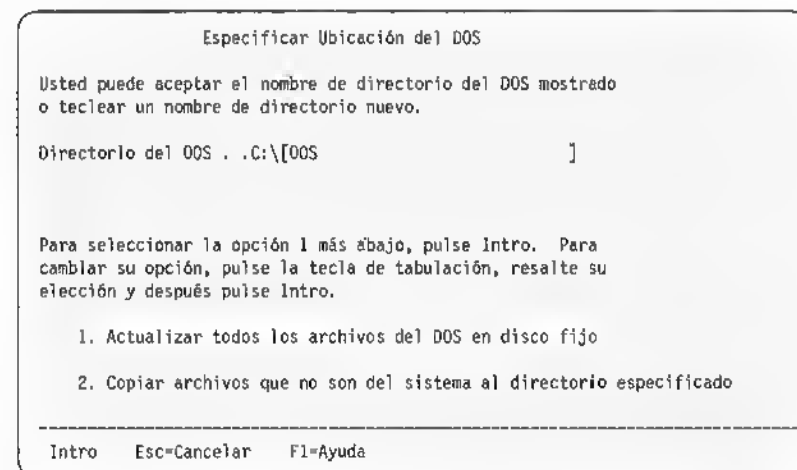 Especificar Ubicación del DOS
Usted puede aceptar el nombre de directorio del DOS mostrado
o teclear un nombre de directorio nuevo.
Directorio del DOS . .C:\[DOS ]
Para seleccionar la opción 1 más abajo, pulse Intro. Para
cambiar su opción, pulse la tecla de tabulación, resalte su
elección y después pulse Intro.
1. Actualizar todos los archivos del DOS en disco fijo
2. Copiar archivos que no son del sistema al directorio especificado
Intro Esc=Cancelar F1=Ayuda